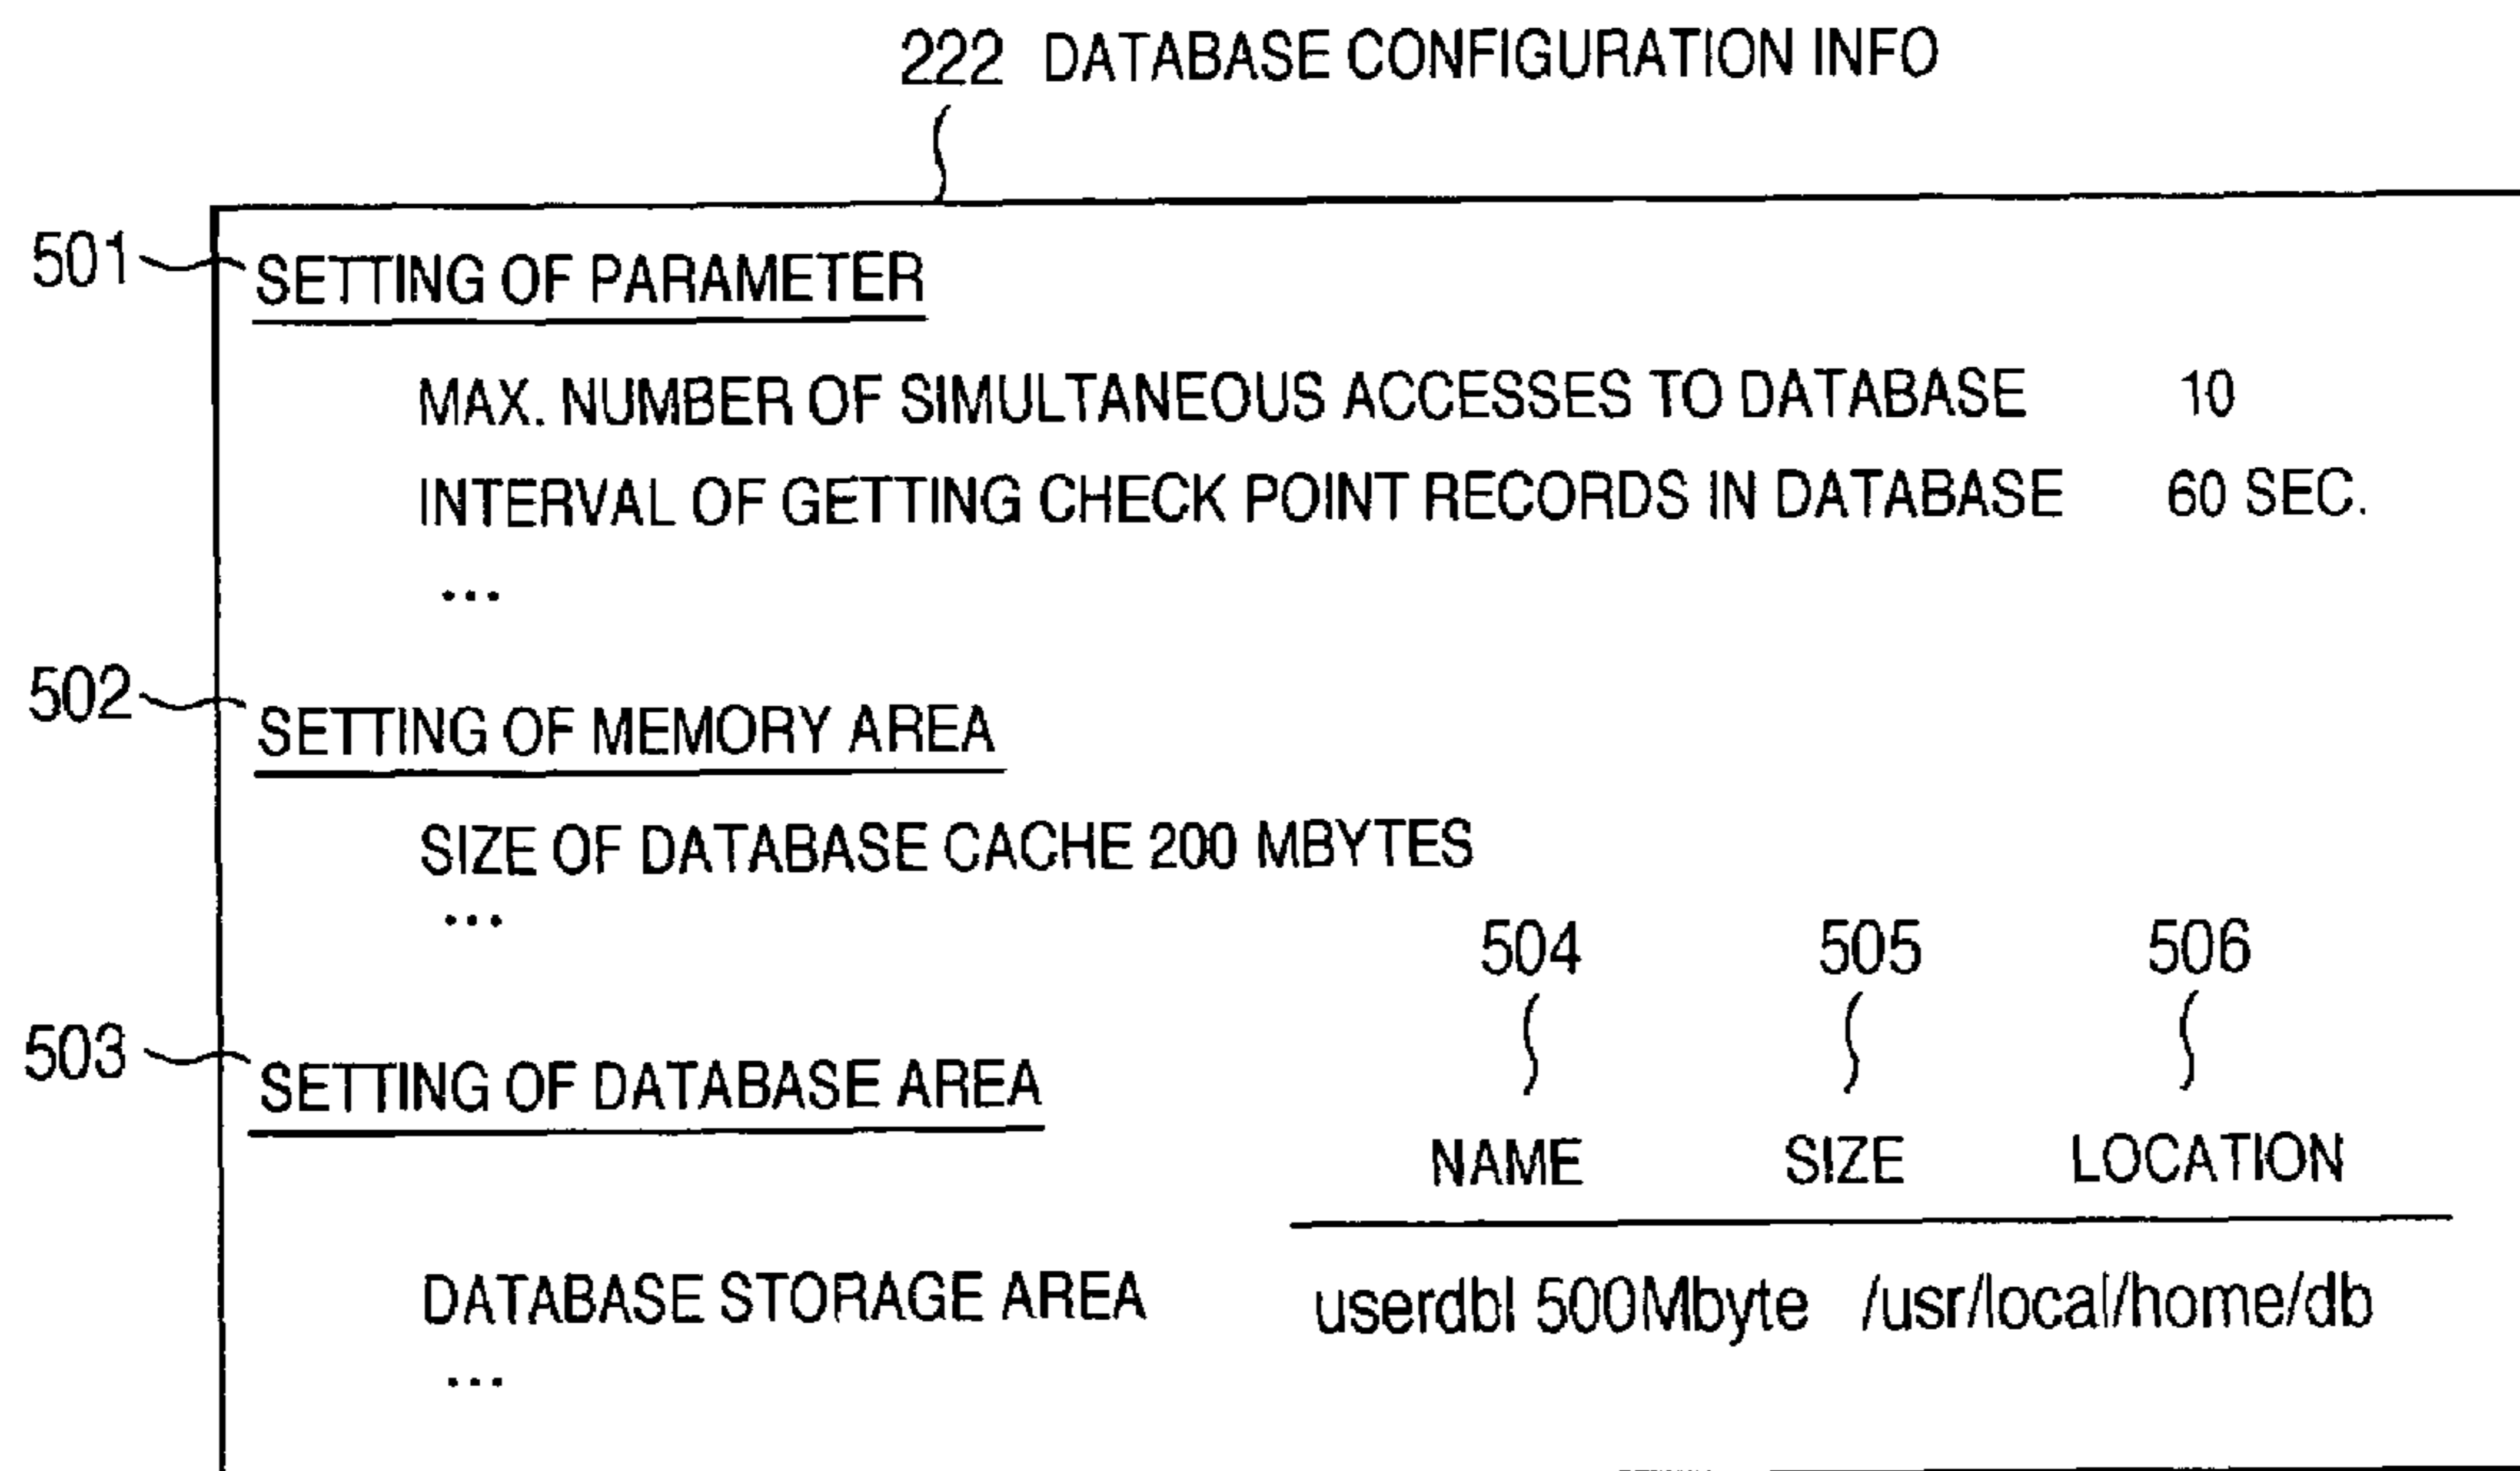 222 DATABASE CONFIGURATION INFO
501 SETTING OF PARAMETER
MAX. NUMBER OF SIMULTANEOUS ACCESSES TO DATABASE 10
INTERVAL OF GETTING CHECK POINT RECORDS IN DATABASE 60 SEC.
...
502 SETTING OF MEMORY AREA
SIZE OF DATABASE CACHE 200 MBYTES
...
504 505 506
503 SETTING OF DATABASE AREA
NAME SIZE LOCATION
DATABASE STORAGE AREA userdbl 500Mbyte /usr/local/home/db
...